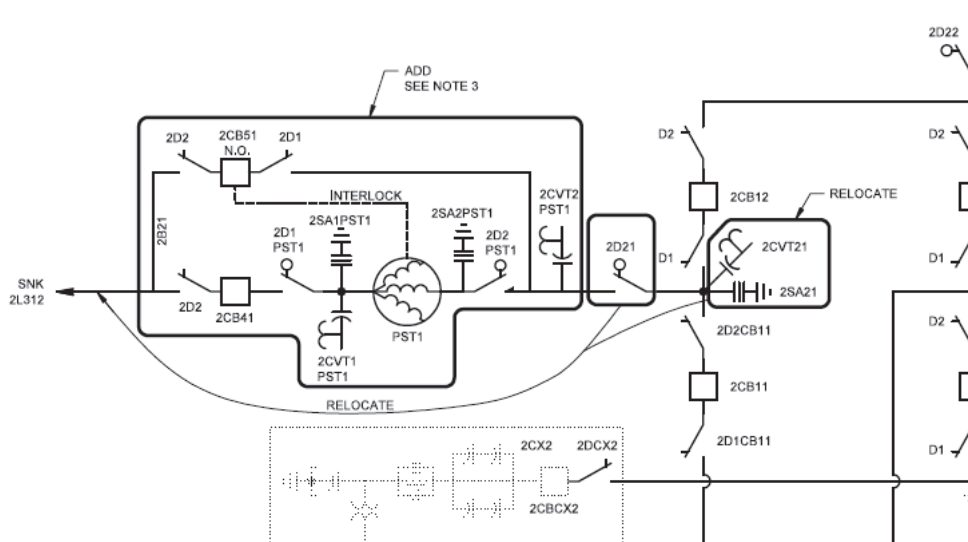 2D22
ADD
SEE NOTE 3
2D2
2CB51
N.O.
2D1
D2
D2
INTERLOCK
2CVT2
PST1
2CB12
RELOCATE
2B21
2SA1PST1
2SA2PST1
2D1
PST1
2D2
PST1
2D21
D1
2CVT21
D1
SNK
2L312
2SA21
2D2
2CB41
PST1
2D2CB11
D2
2CVT1
PST1
2CB11
RELOCATE
2D1CB11
D1
2CX2
2DCX2
2CBCX2